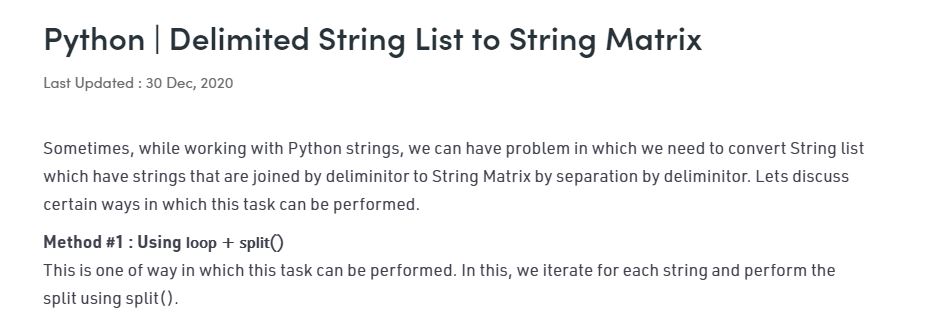 Python | Delimited String List to String Matrix
Last Updated : 30 Dec, 2020
Sometimes, while working with Python strings, we can have problem in which we need to convert String list
which have strings that are joined by deliminitor to String Matrix by separation by deliminitor. Lets discuss
certain ways in which this task can be performed.
Method #1 : Using loop + split()
This is one of way in which this task can be performed. In this, we iterate for each string and perform the
split using split().